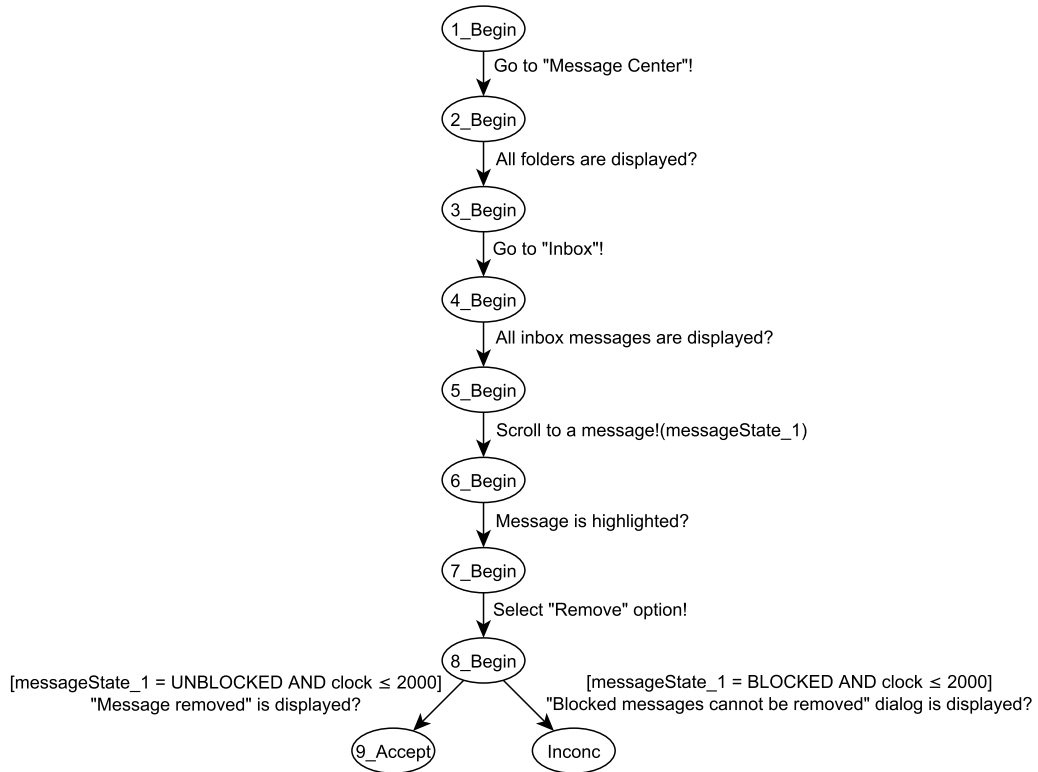 1_Begin
Go to "Message Center"!
2_Begin
All folders are displayed?
3_Begin
Go to "Inbox"!
4_Begin
All inbox messages are displayed?
5_Begin
Scroll to a message!(messageState_1)
6_Begin
Message is highlighted?
7_Begin
Select "Remove" option!
8_Begin
[messageState_1 = UNBLOCKED AND clock ≤ 2000]
"Message removed" is displayed?
[messageState_1 = BLOCKED AND clock ≤ 2000]
"Blocked messages cannot be removed" dialog is displayed?
9_Accept
Inconc